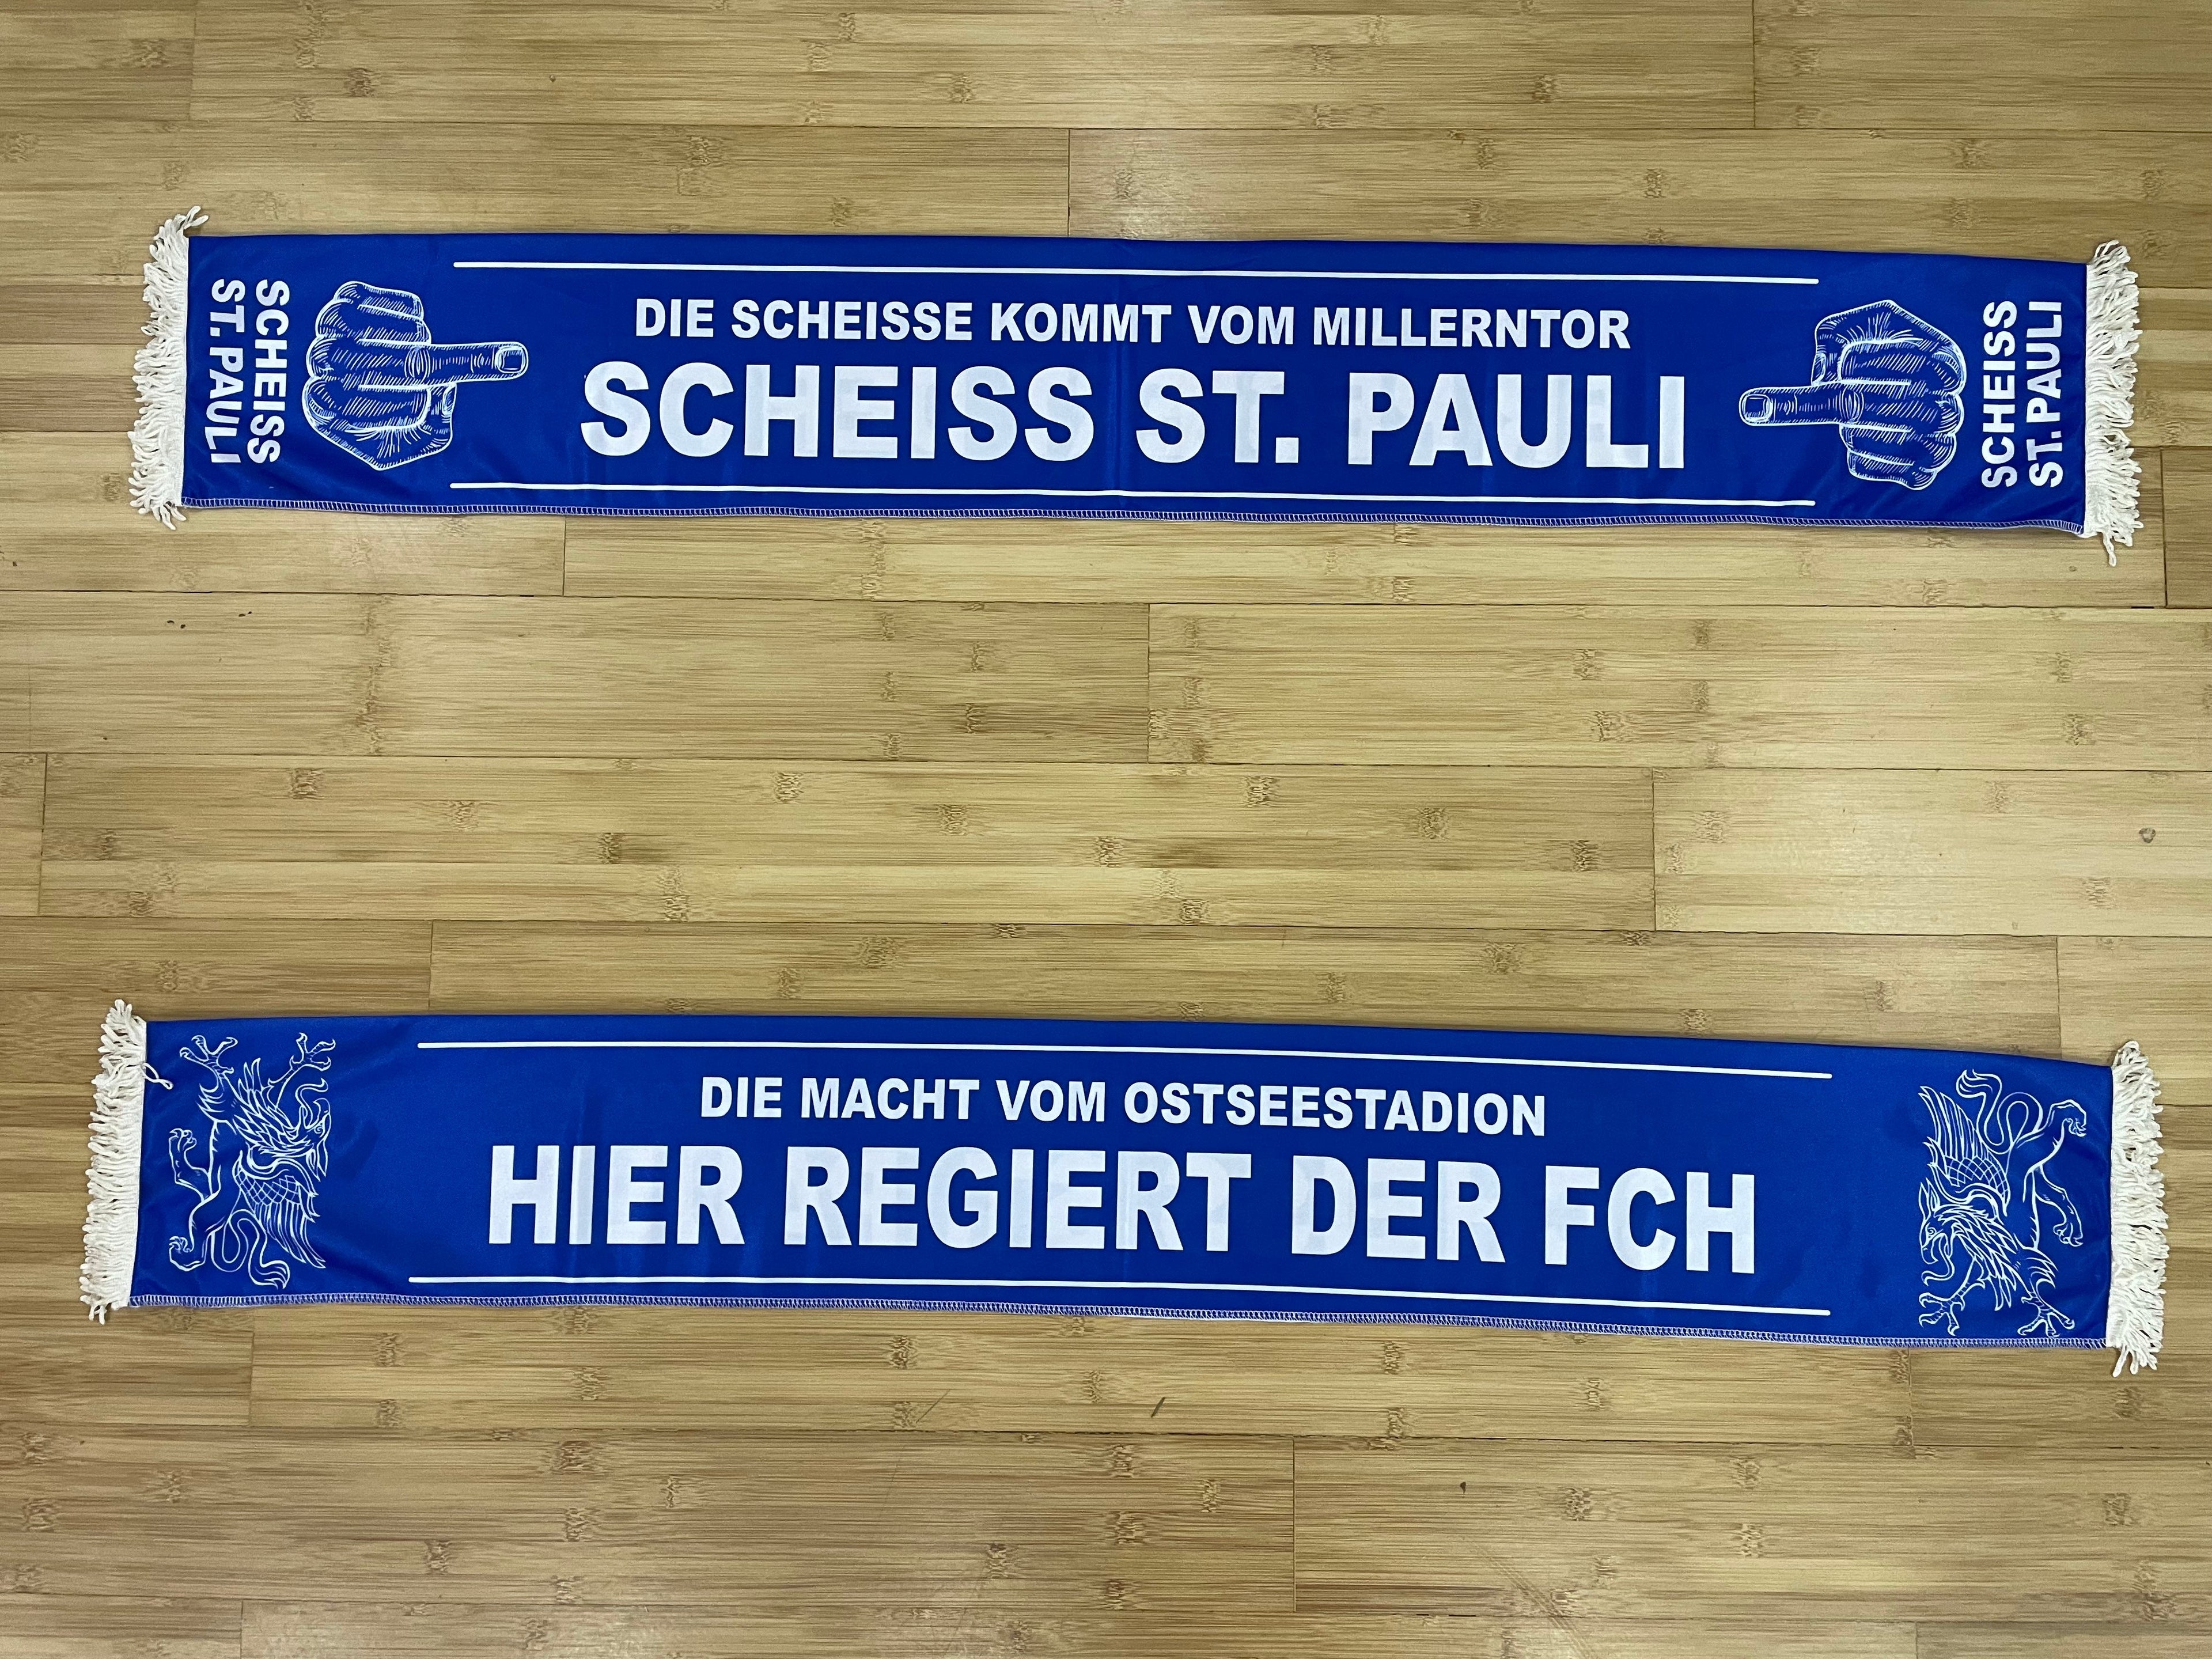 SCHEISS
ST. PAULI
DIE SCHEISSE KOMMT VOM MILLERNTOR
SCHEISS ST. PAULI
SCHEISS
ST. PAULI
DIE MACHT VOM OSTSEESTADION
HIER REGIERT DER FCH